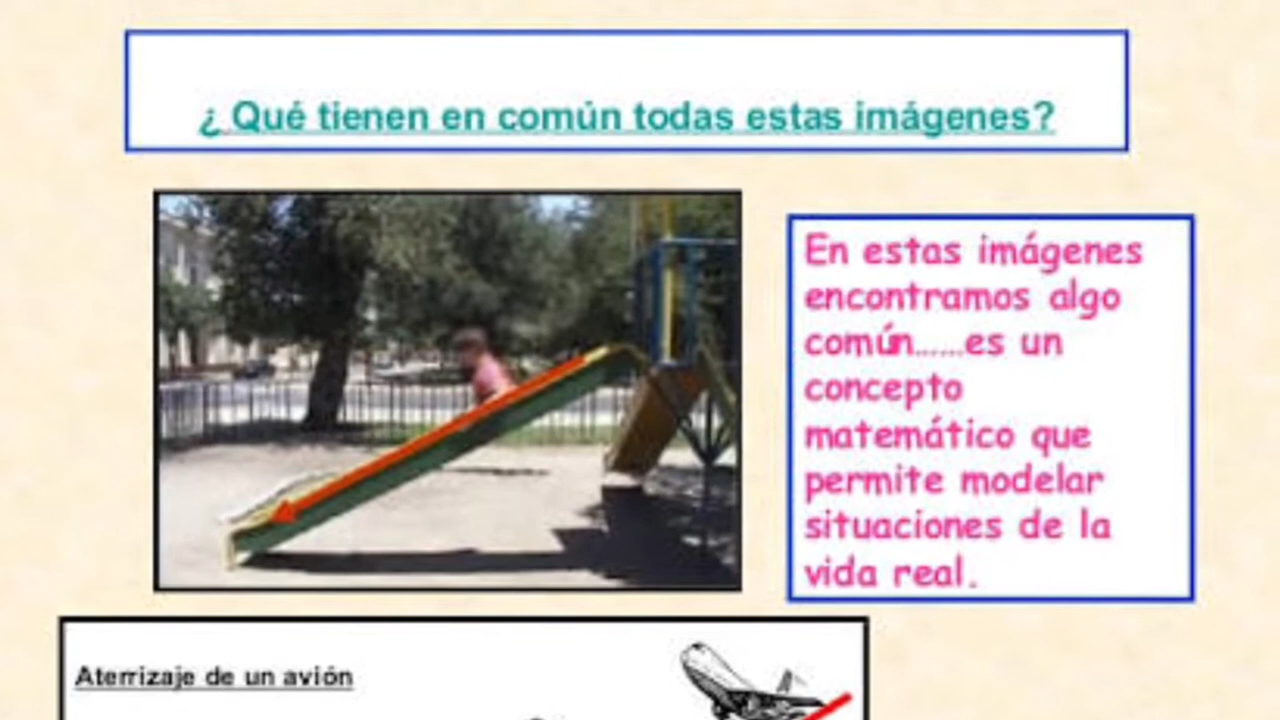 ¿ Qué tienen en común todas estas imágenes?
En estas imágenes
encontramos algo
común......es un
concepto
matemático que
permite modelar
situaciones de la
vida real.
Aterrizaje de un avión